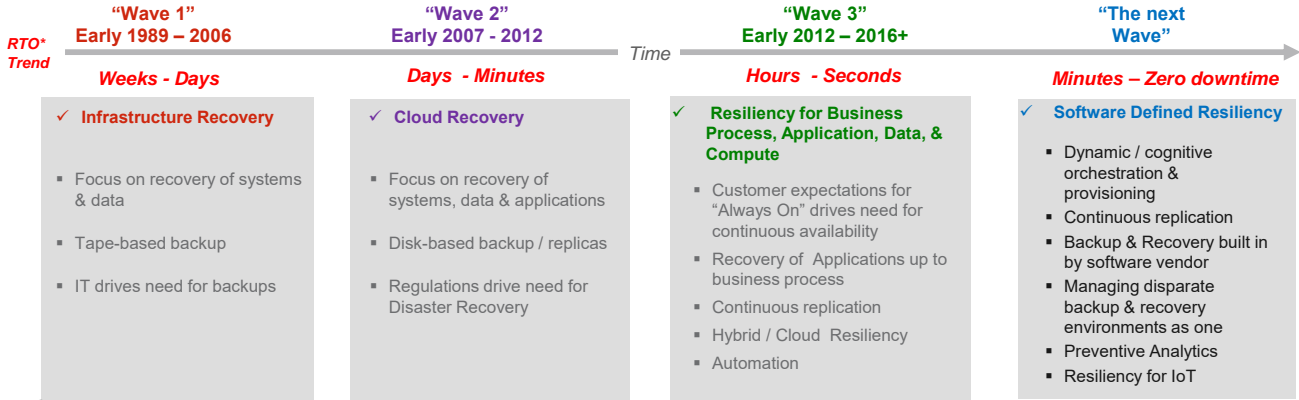 RTO*
Trend
Time
“Wave 1”
Early 1989 – 2006
Weeks - Days
✓ Infrastructure Recovery
▪ Focus on recovery of systems
& data
▪ Tape-based backup
▪ IT drives need for backups
“Wave 2”
Early 2007 - 2012
Days - Minutes
✓ Cloud Recovery
▪ Focus on recovery of
systems, data & applications
▪ Disk-based backup / replicas
▪ Regulations drive need for
Disaster Recovery
“Wave 3”
Early 2012 – 2016+
Hours - Seconds
✓ Resiliency for Business
Process, Application, Data, &
Compute
▪ Customer expectations for
“Always On” drives need for
continuous availability
▪ Recovery of Applications up to
business process
▪ Continuous replication
▪ Hybrid / Cloud Resiliency
▪ Automation
“The next
Wave”
Minutes – Zero downtime
✓ Software Defined Resiliency
▪ Dynamic / cognitive
orchestration &
provisioning
▪ Continuous replication
▪ Backup & Recovery built in
by software vendor
▪ Managing disparate
backup & recovery
environments as one
▪ Preventive Analytics
▪ Resiliency for IoT